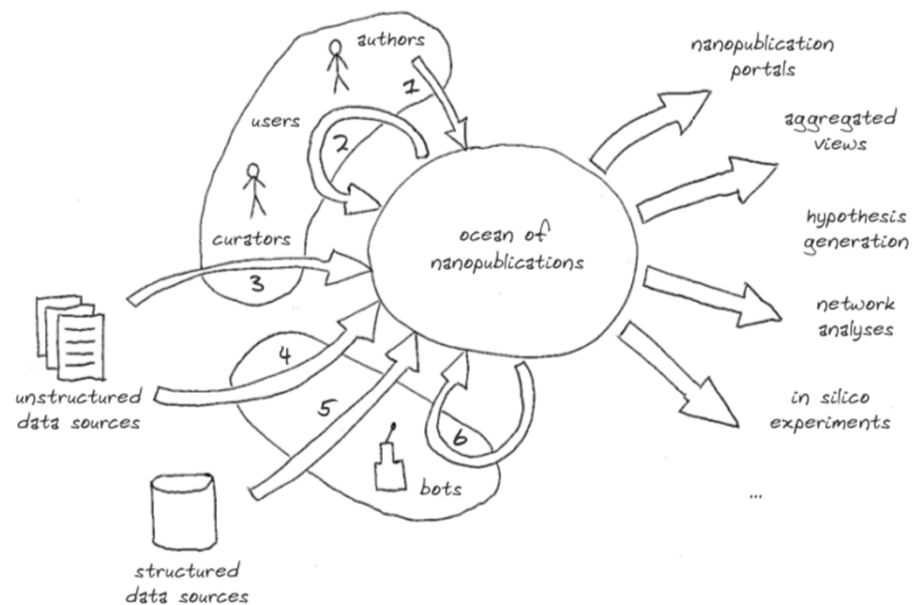 authors
1
users
2
curators
3
unstructured
data sources
4
5
6
bots
structured
data sources
ocean of
nanopublications
nanopublication
portals
aggregated
views
hypothesis
generation
network
analyses
in silico
experiments
...